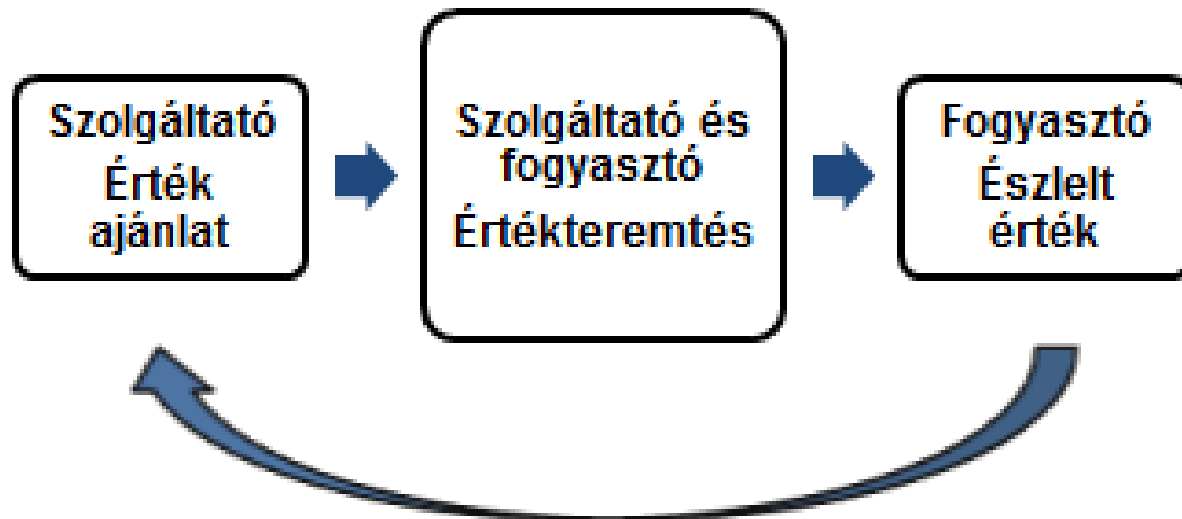 Szolgáltató
Érték
ajánlat
Szolgáltató és
fogyasztó
Értékteremtés
Fogyasztó
Észlelt
érték